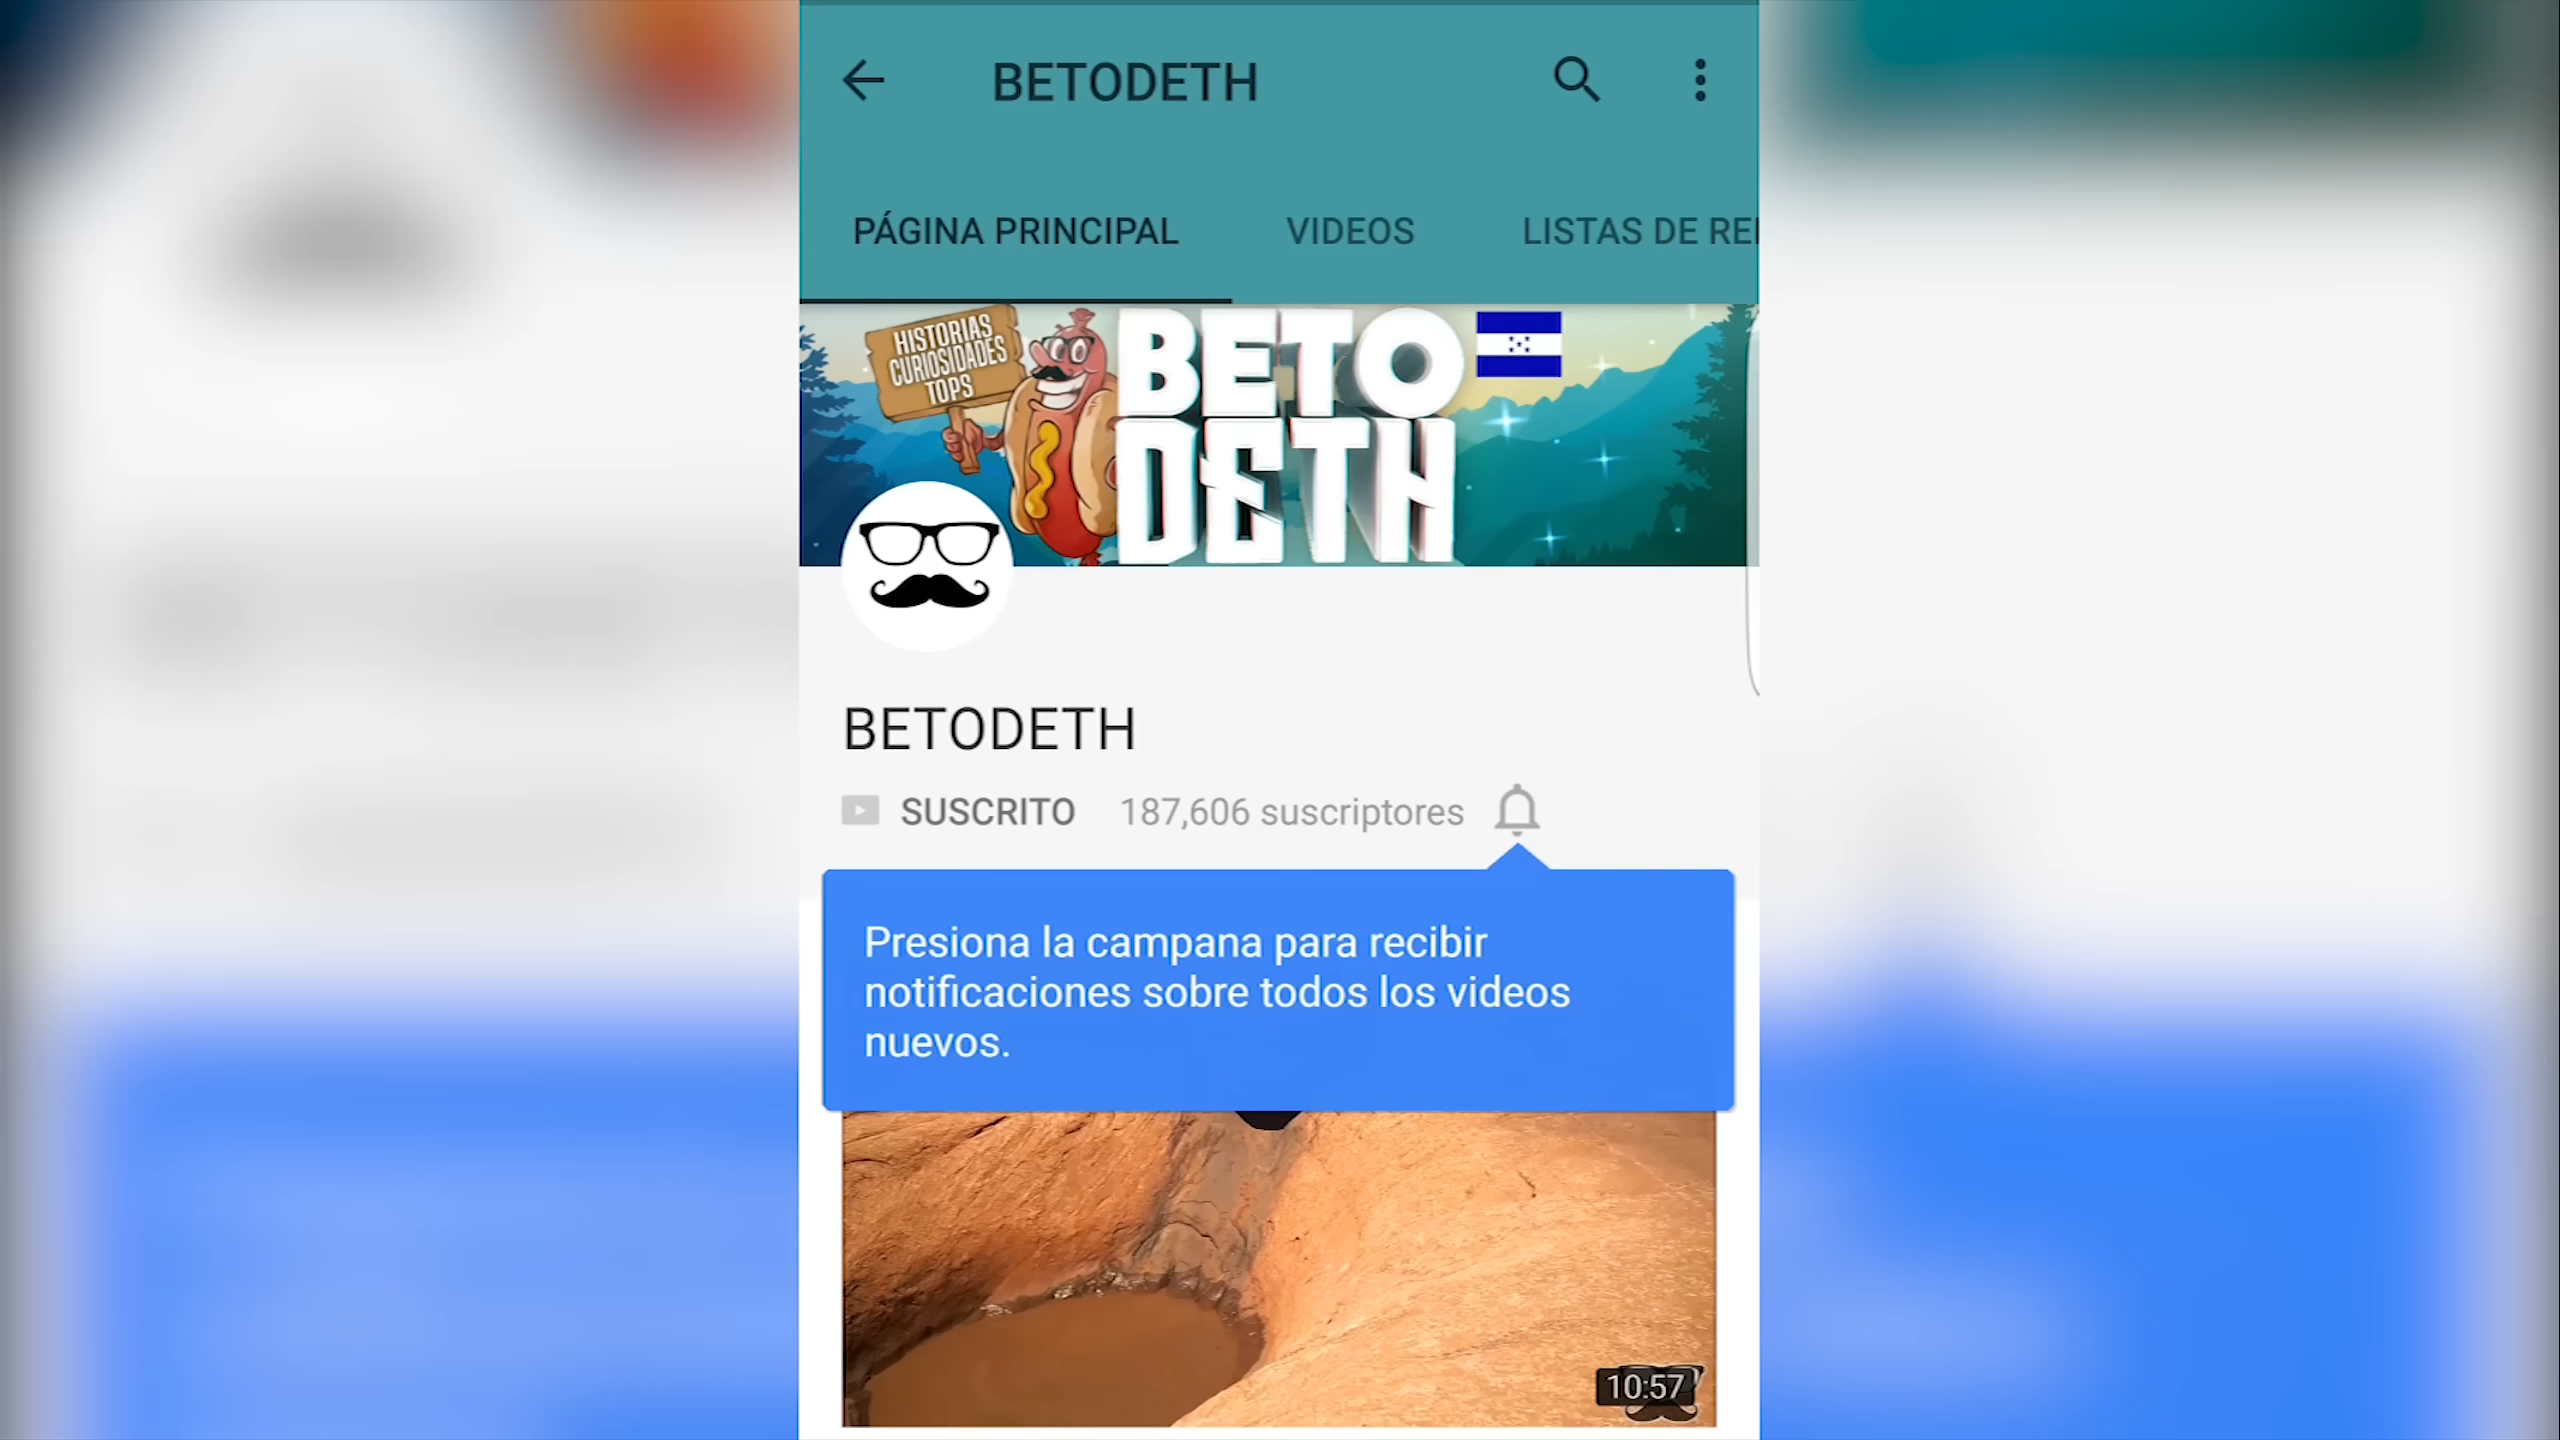 BETODETH
PÁGINA PRINCIPAL VIDEOS LISTAS DE RE
HISTORIAS
CURIOSIDADES
TOPS
BETO
DETH
BETODETH
SUSCRITO 187,606 suscriptores
Presiona la campana para recibir
notificaciones sobre todos los videos
nuevos.
10:57